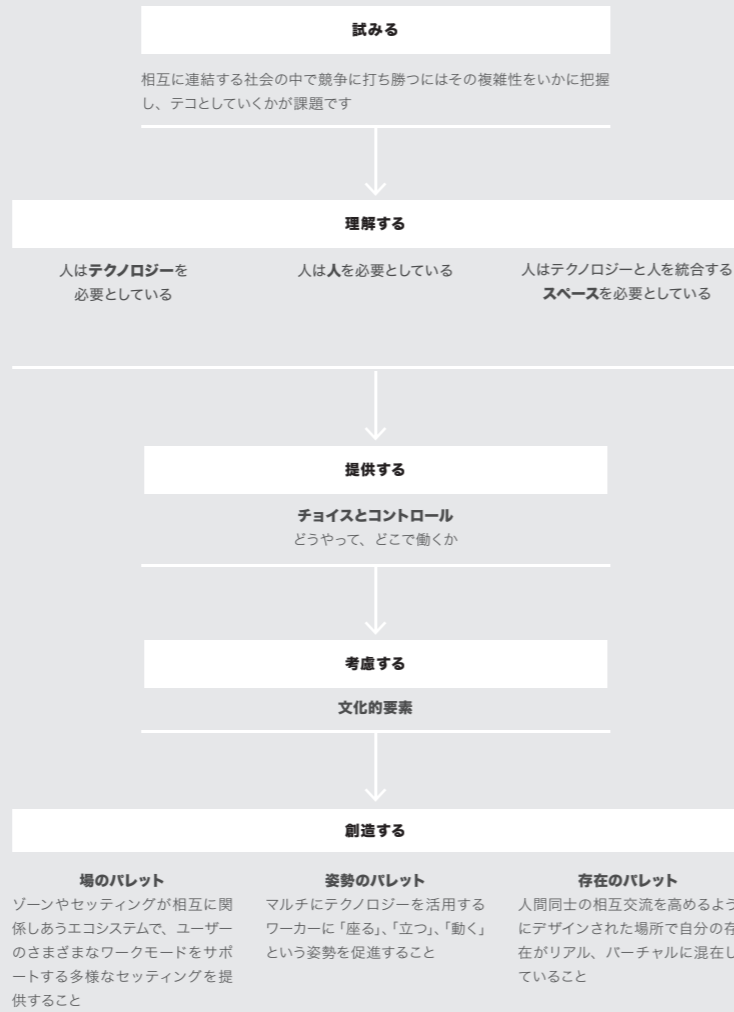 試みる
相互に連結する社会の中で競争に打ち勝つにはその複雑性をいかに把握
し、テコとしていくかが課題です
理解する
人はテクノロジーを
必要としている
人は人を必要としている
人はテクノロジーと人を統合する
スペースを必要としている
提供する
チョイスとコントロール
どうやって、どこで働くか
考慮する
文化的要素
創造する
場のパレット
ゾーンやセッティングが相互に関
係しあうエコシステムで、ユーザー
のさまざまなワークモードをサポ
ートする多様なセッティングを提
供すること
姿勢のパレット
マルチにテクノロジーを活用する
ワーカーに「座る」、「立つ」、「動く」
という姿勢を促進すること
存在のパレット
人間同士の相互交流を高めるよう
にデザインされた場所で自分の存
在がリアル、バーチャルに混在し
ていること